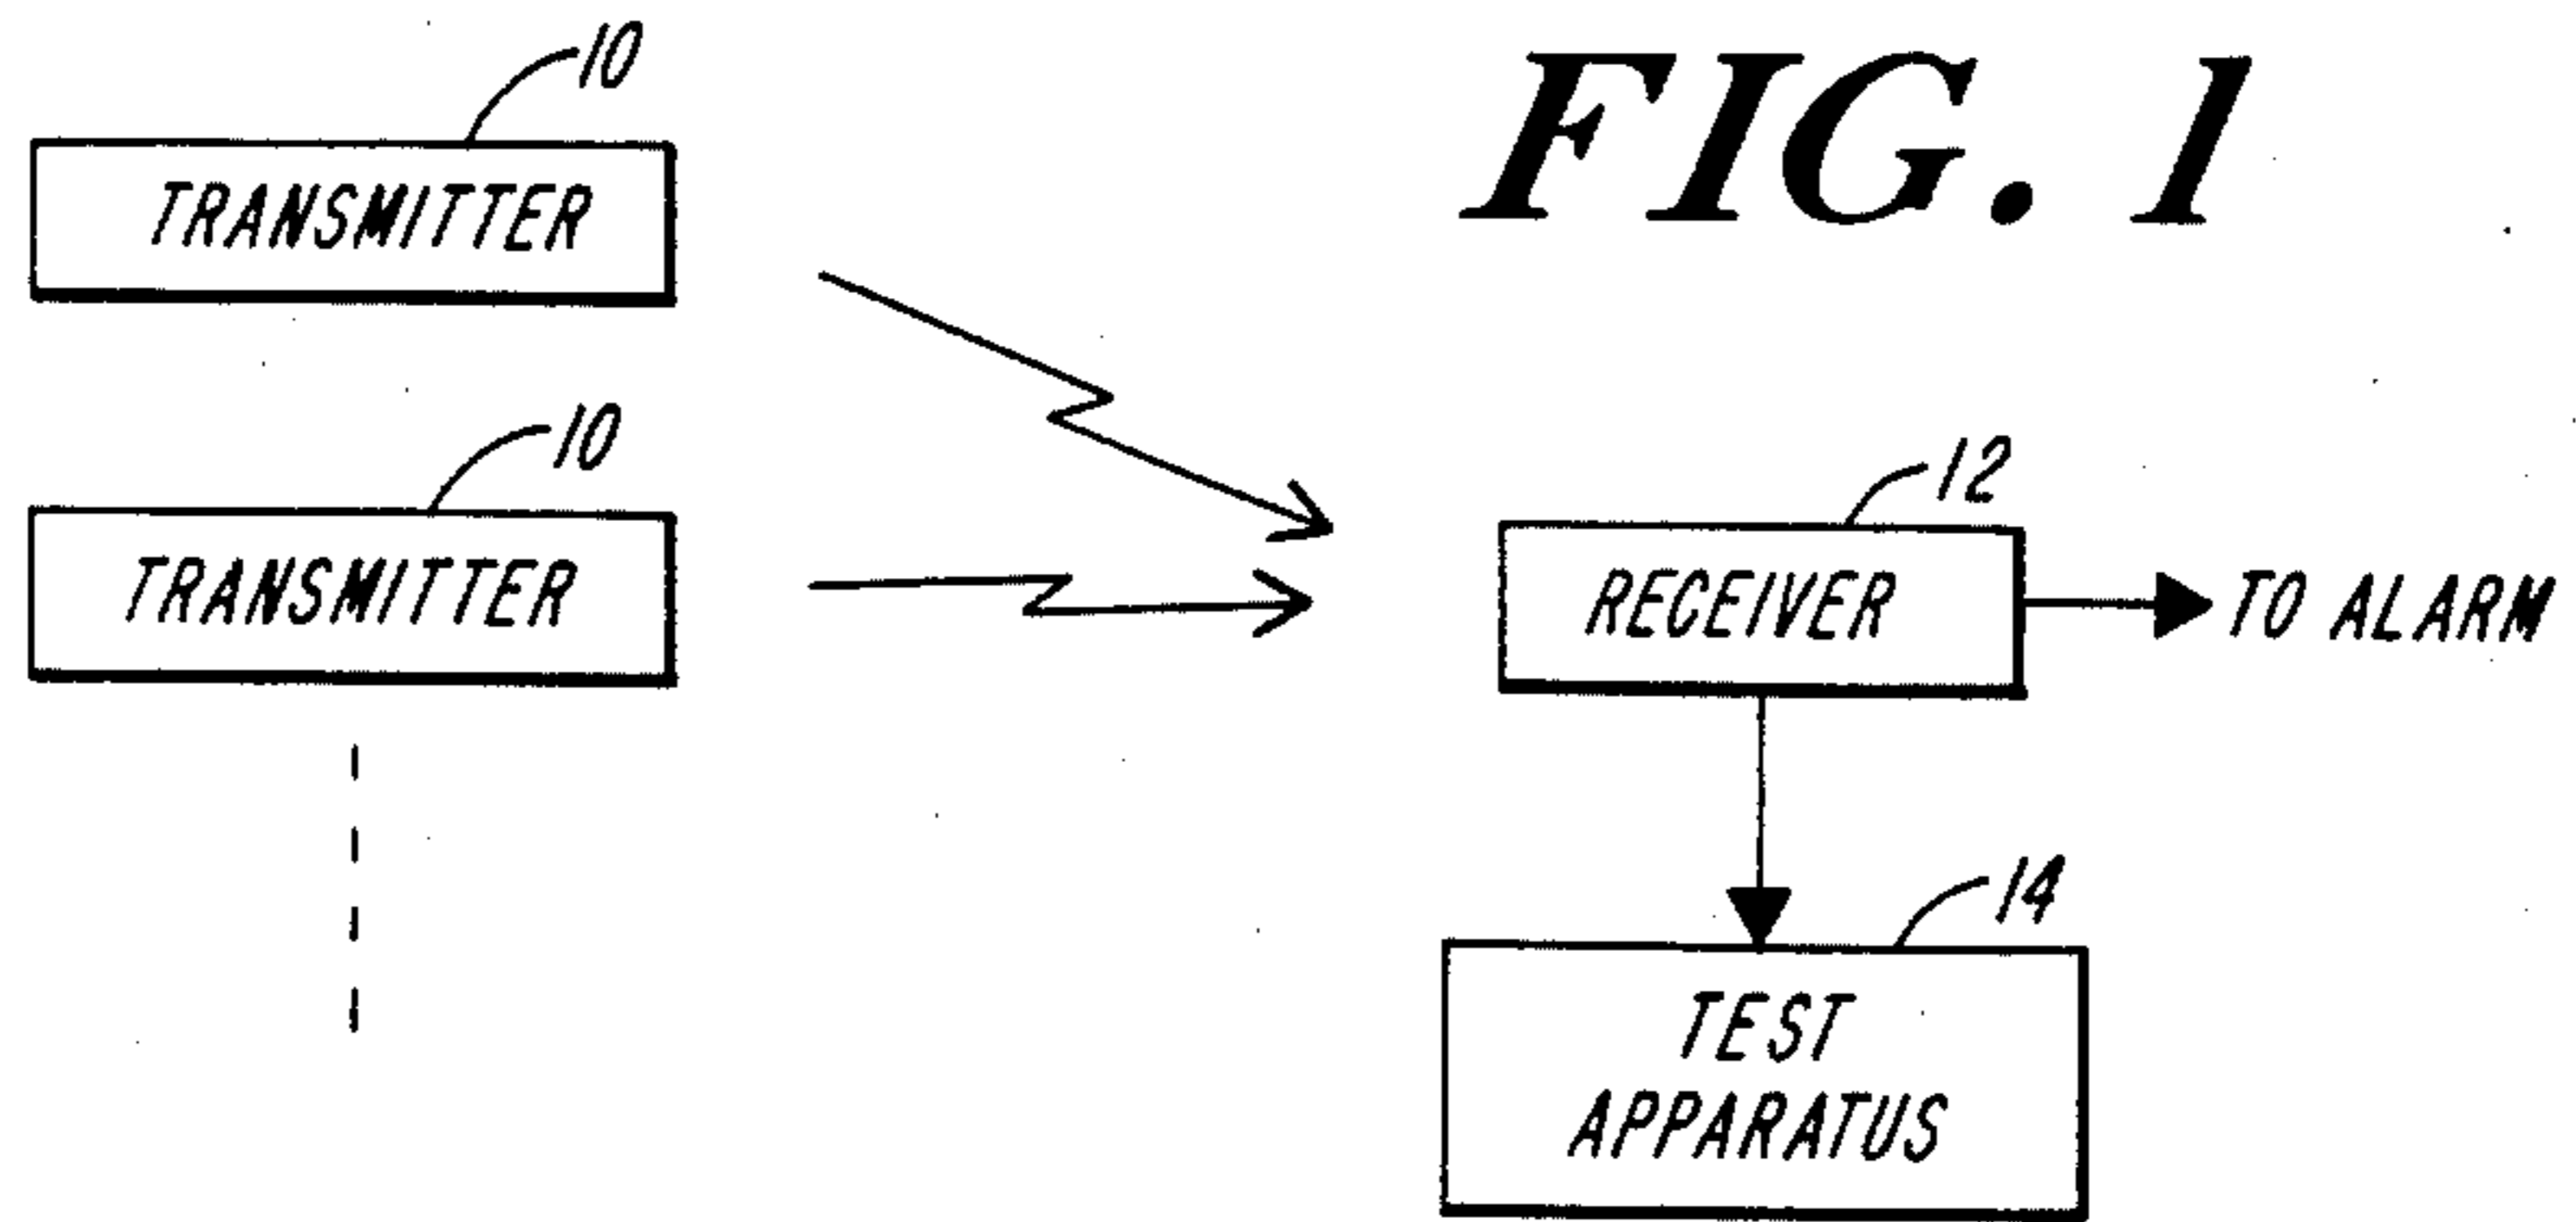 FIG. 1
10
TRANSMITTER
10
TRANSMITTER
12
RECEIVER
TO ALARM
14
TEST
APPARATUS